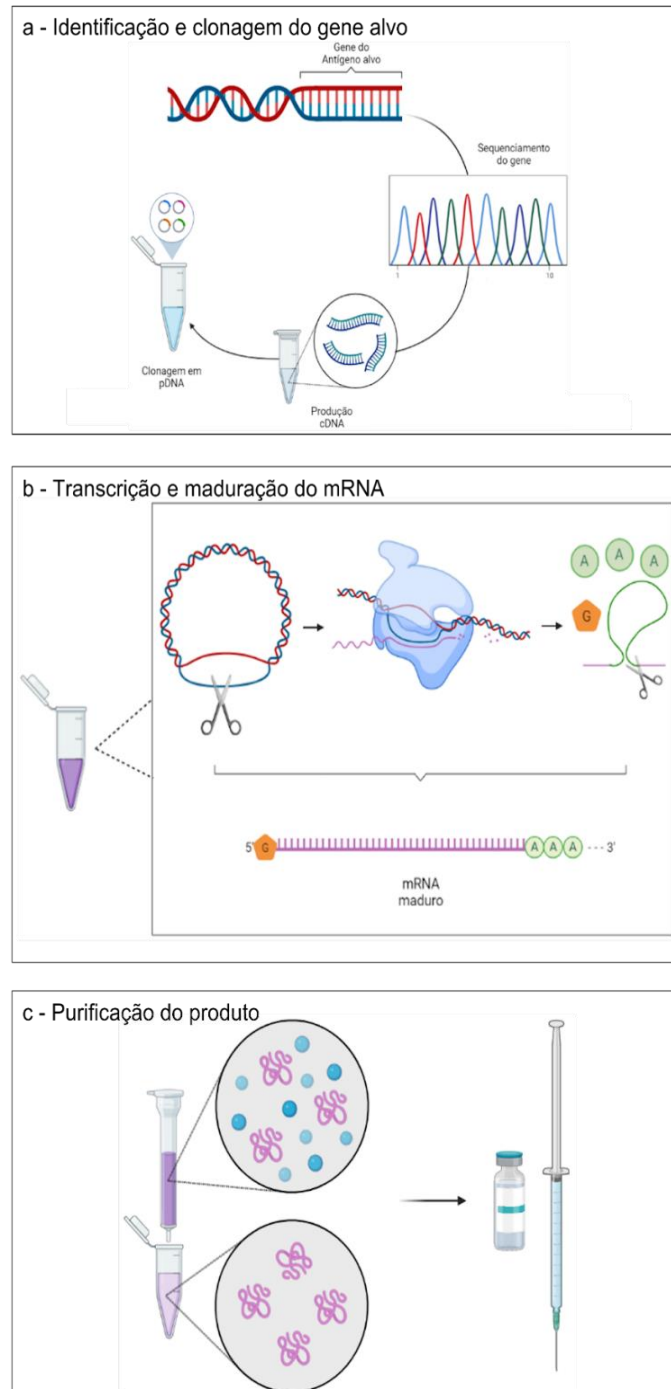 a - Identificação e clonagem do gene alvo
Gene do
Antígeno alvo
Sequenciamento
do gene
1
10
Clonagem em
pDNA
Produção
cDNA
b - Transcrição e maduração do mRNA
A
A
A
G
5' G
A A A --- 3'
mRNA
maduro
c - Purificação do produto